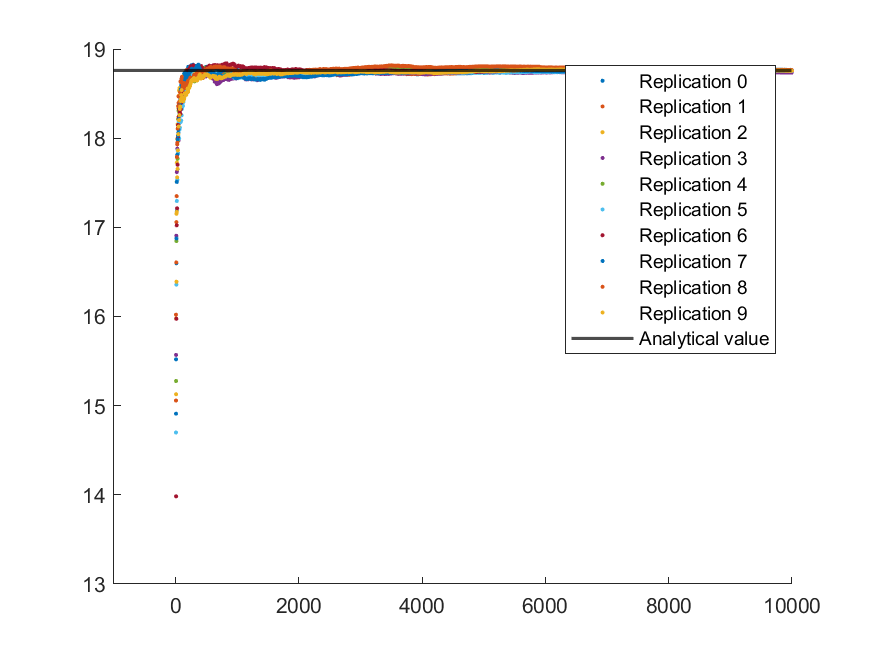 19
18
17
16
15
14
13
0
2000
4000
6000
8000
10000
Replication 0
Replication 1
Replication 2
Replication 3
Replication 4
Replication 5
Replication 6
Replication 7
Replication 8
Replication 9
Analytical value